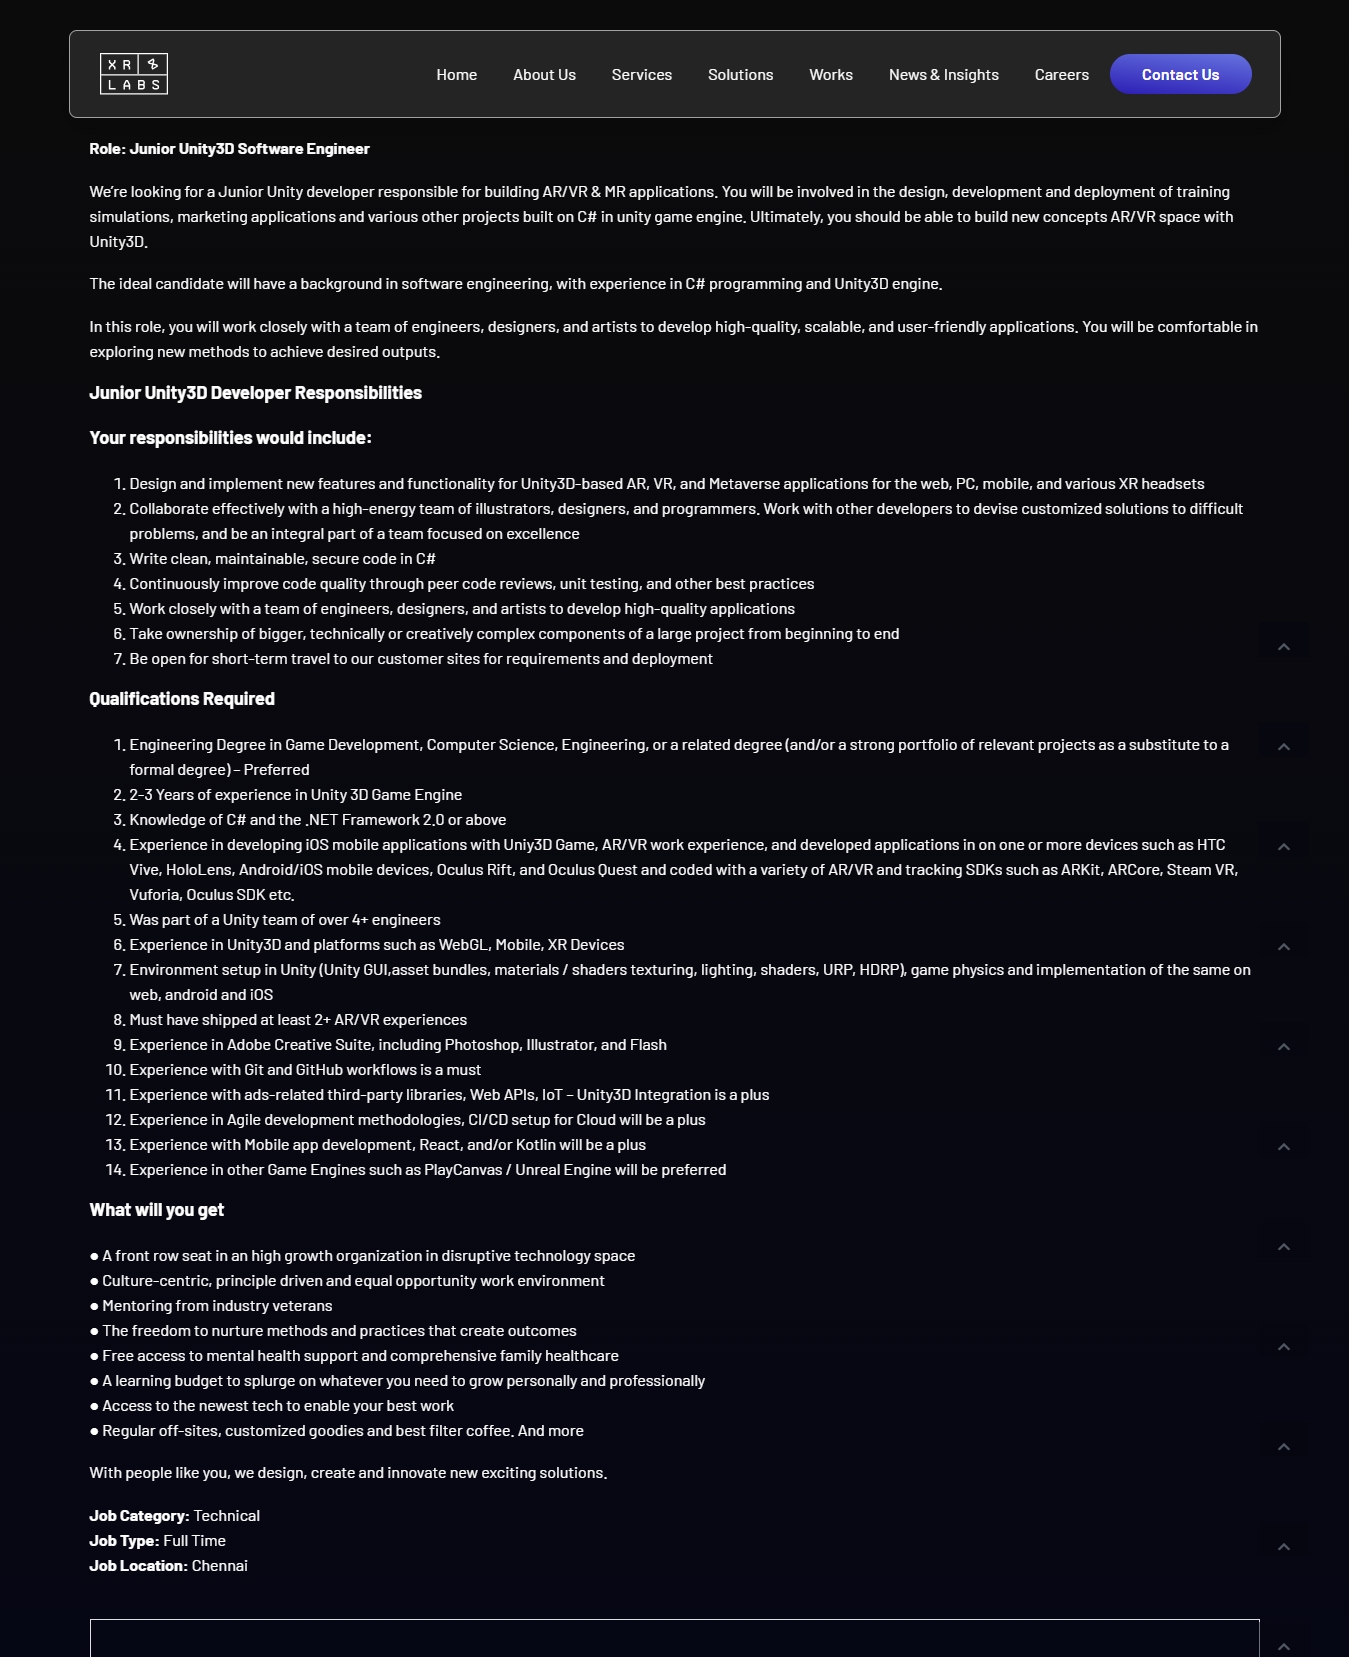 XR&
LABS
Home About Us Services Solutions Works News & Insights Careers Contact Us
Role: Junior Unity3D Software Engineer
We're looking for a Junior Unity developer responsible for building AR/VR & MR applications. You will be involved in the design, development and deployment of training
simulations, marketing applications and various other projects built on C# in unity game engine. Ultimately, you should be able to build new concepts AR/VR space with
Unity3D.
The ideal candidate will have a background in software engineering, with experience in C# programming and Unity3D engine.
In this role, you will work closely with a team of engineers, designers, and artists to develop high-quality, scalable, and user-friendly applications. You will be comfortable in
exploring new methods to achieve desired outputs.
Junior Unity3D Developer Responsibilities
Your responsibilities would include:
1. Design and implement new features and functionality for Unity3D-based AR, VR, and Metaverse applications for the web, PC, mobile, and various XR headsets
2. Collaborate effectively with a high-energy team of illustrators, designers, and programmers. Work with other developers to devise customized solutions to difficult
problems, and be an integral part of a team focused on excellence
3. Write clean, maintainable, secure code in C#
4. Continuously improve code quality through peer code reviews, unit testing, and other best practices
5. Work closely with a team of engineers, designers, and artists to develop high-quality applications
6. Take ownership of bigger, technically or creatively complex components of a large project from beginning to end
7. Be open for short-term travel to our customer sites for requirements and deployment
Qualifications Required
1. Engineering Degree in Game Development, Computer Science, Engineering, or a related degree (and/or a strong portfolio of relevant projects as a substitute to a
formal degree) – Preferred
2. 2-3 Years of experience in Unity 3D Game Engine
3. Knowledge of C# and the .NET Framework 2.0 or above
4. Experience in developing iOS mobile applications with Uniy3D Game, AR/VR work experience, and developed applications in on one or more devices such as HTC
Vive, HoloLens, Android/iOS mobile devices, Oculus Rift, and Oculus Quest and coded with a variety of AR/VR and tracking SDKs such as ARKit, ARCore, Steam VR,
Vuforia, Oculus SDK etc.
5. Was part of a Unity team of over 4+ engineers
6. Experience in Unity3D and platforms such as WebGL, Mobile, XR Devices
7. Environment setup in Unity (Unity GUI,asset bundles, materials / shaders texturing, lighting, shaders, URP, HDRP), game physics and implementation of the same on
web, android and iOS
8. Must have shipped at least 2+ AR/VR experiences
9. Experience in Adobe Creative Suite, including Photoshop, Illustrator, and Flash
10. Experience with Git and GitHub workflows is a must
11. Experience with ads-related third-party libraries, Web APIs, IoT – Unity3D Integration is a plus
12. Experience in Agile development methodologies, CI/CD setup for Cloud will be a plus
13. Experience with Mobile app development, React, and/or Kotlin will be a plus
14. Experience in other Game Engines such as PlayCanvas / Unreal Engine will be preferred
What will you get
● A front row seat in an high growth organization in disruptive technology space
● Culture-centric, principle driven and equal opportunity work environment
● Mentoring from industry veterans
● The freedom to nurture methods and practices that create outcomes
● Free access to mental health support and comprehensive family healthcare
● A learning budget to splurge on whatever you need to grow personally and professionally
● Access to the newest tech to enable your best work
● Regular off-sites, customized goodies and best filter coffee. And more
With people like you, we design, create and innovate new exciting solutions.
Job Category: Technical
Job Type: Full Time
Job Location: Chennai